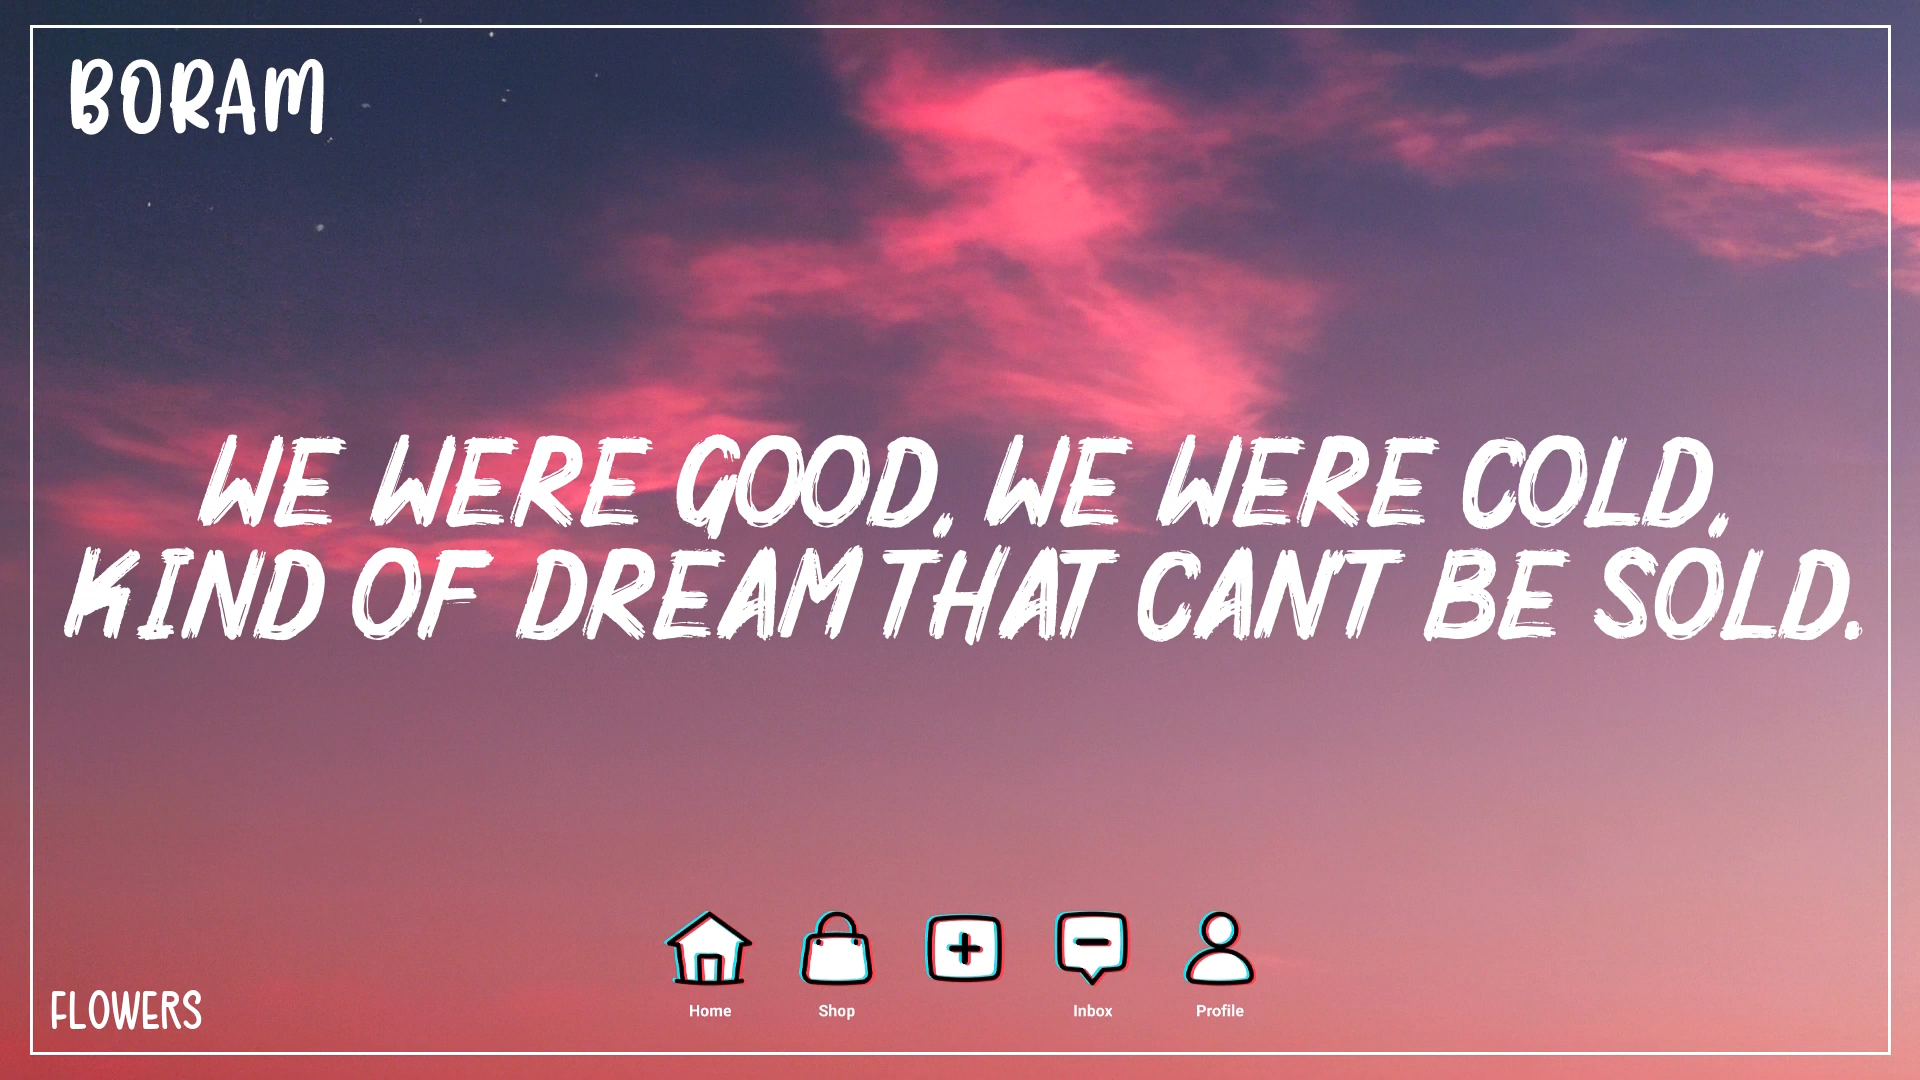 BORAM
WE WERE GOOD, WE WERE COLD,
KIND OF DREAM THAT CAN'T BE SOLD.
Home
Shop
Inbox
Profile
FLOWERS